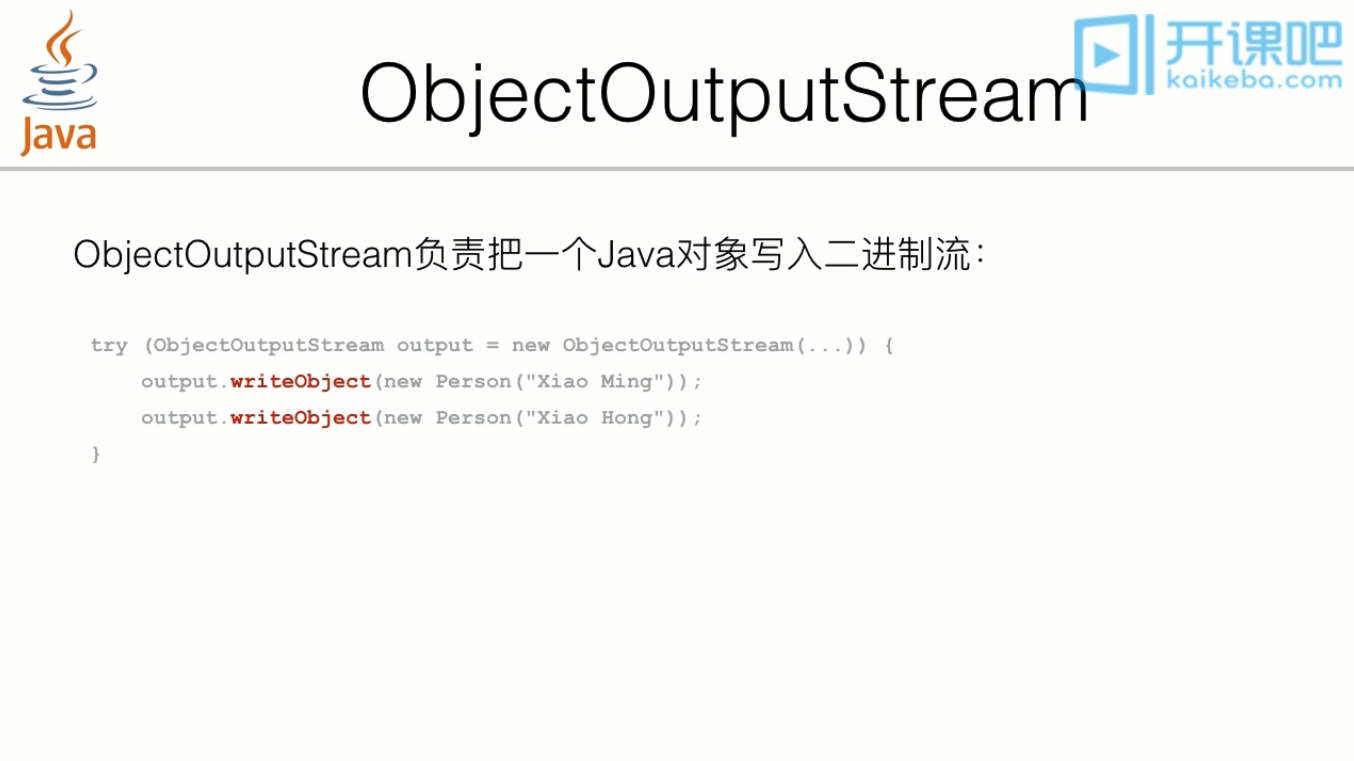 Java
ObjectOutputStream
开课吧
kaikeba.com
ObjectOutputStream负责把一个Java对象写入二进制流：
try (ObjectOutputStream output = new ObjectOutputStream(...)) {
    output.writeObject(new Person("Xiao Ming"));
    output.writeObject(new Person("Xiao Hong"));
}